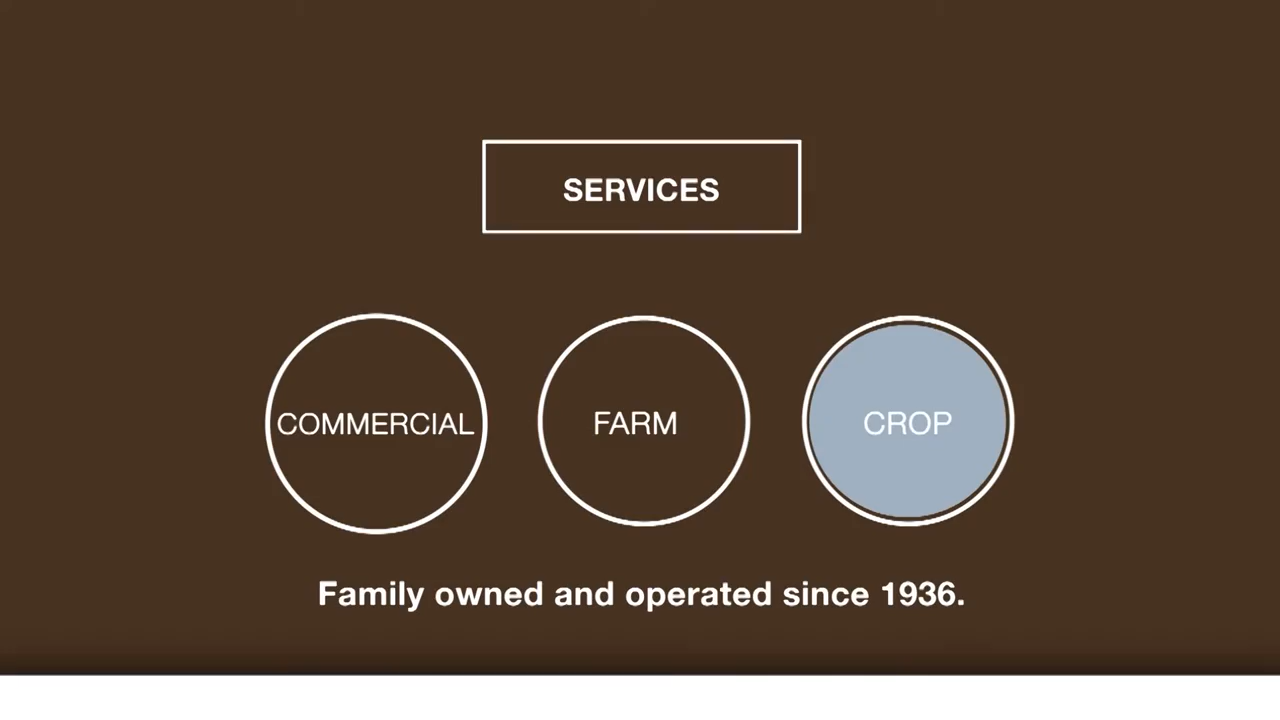 SERVICES
COMMERCIAL FARM CROP
Family owned and operated since 1936.